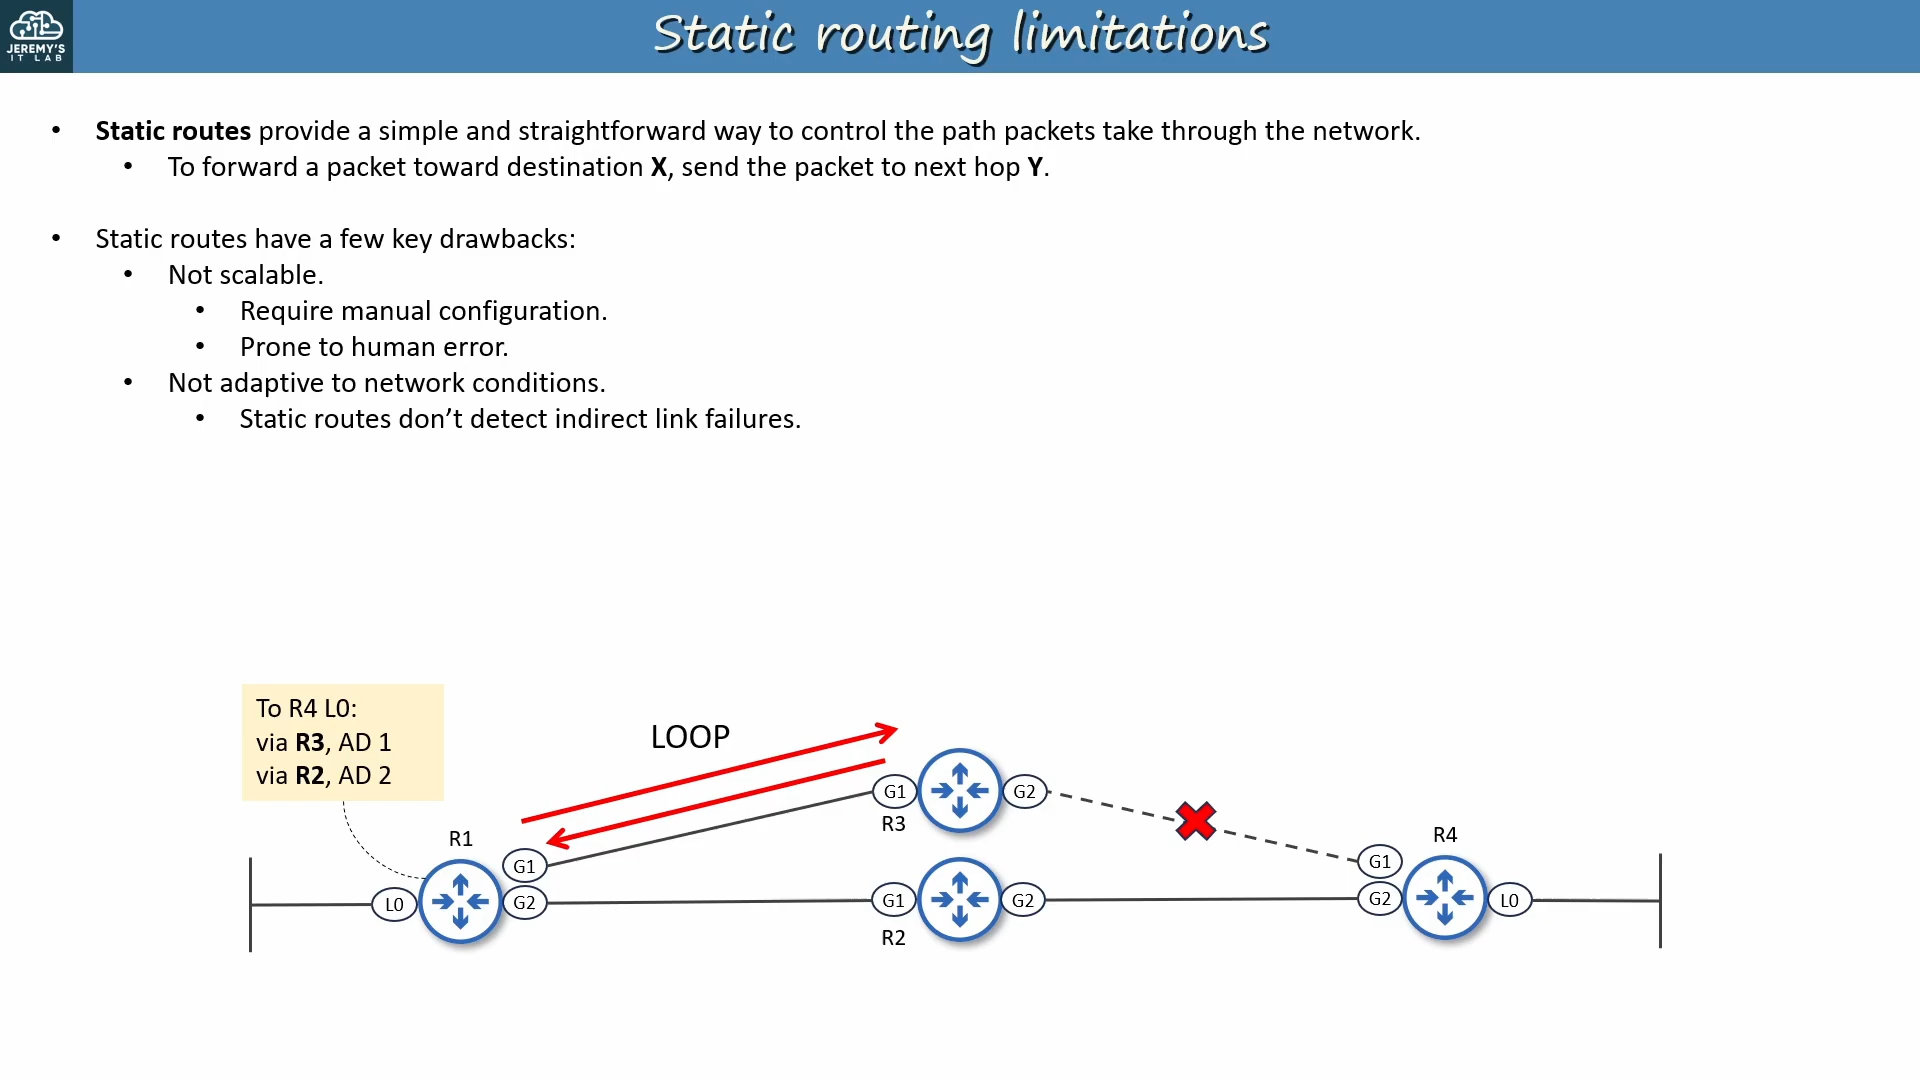 JEREMY'S
IT LAB
Static routing limitations
• Static routes provide a simple and straightforward way to control the path packets take through the network.
• To forward a packet toward destination X, send the packet to next hop Y.
• Static routes have a few key drawbacks:
• Not scalable.
• Require manual configuration.
• Prone to human error.
• Not adaptive to network conditions.
• Static routes don’t detect indirect link failures.
To R4 L0:
via R3, AD 1
via R2, AD 2
LOOP
R1
L0
G1
G2
G1
G2
R3
G1
G2
R2
R4
G1
G2
L0